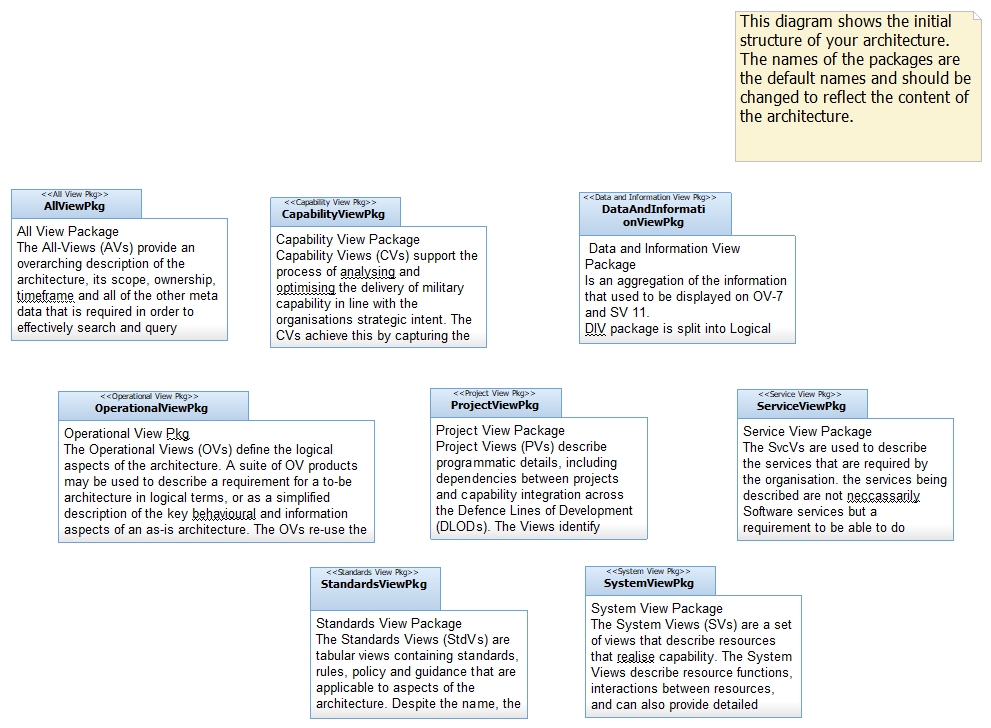 This diagram shows the initial
structure of your architecture.
The names of the packages are
the default names and should be
changed to reflect the content of
the architecture.
<<All View Pkg>>
AllViewPkg
All View Package
The All-Views (AVs) provide an
overarching description of the
architecture, its scope, ownership,
timeframe and all of the other meta
data that is required in order to
effectively search and query
<<Capability View Pkg>>
CapabilityViewPkg
Capability View Package
Capability Views (CVs) support the
process of analysing and
optimising the delivery of military
capability in line with the
organisations strategic intent. The
CVs achieve this by capturing the
<<Data and Information View Pkg>>
DataAndInformati
onViewPkg
Data and Information View
Package
Is an aggregation of the information
that used to be displayed on OV-7
and SV 11.
DIV package is split into Logical
<<Operational View Pkg>>
OperationalViewPkg
Operational View Pkg
The Operational Views (OVs) define the logical
aspects of the architecture. A suite of OV products
may be used to describe a requirement for a to-be
architecture in logical terms, or as a simplified
description of the key behavioural and information
aspects of an as-is architecture. The OVs re-use the
<<Project View Pkg>>
ProjectViewPkg
Project View Package
Project Views (PVs) describe
programmatic details, including
dependencies between projects
and capability integration across
the Defence Lines of Development
(DLODs). The Views identify
<<Service View Pkg>>
ServiceViewPkg
Service View Package
The SvcVs are used to describe
the services that are required by
the organisation. the services being
described are not neccassarily
Software services but a
requirement to be able to do
<<Standards View Pkg>>
StandardsViewPkg
Standards View Package
The Standards Views (StdVs) are
tabular views containing standards,
rules, policy and guidance that are
applicable to aspects of the
architecture. Despite the name, the
<<System View Pkg>>
SystemViewPkg
System View Package
The System Views (SVs) are a set
of views that describe resources
that realise capability. The System
Views describe resource functions,
interactions between resources,
and can also provide detailed